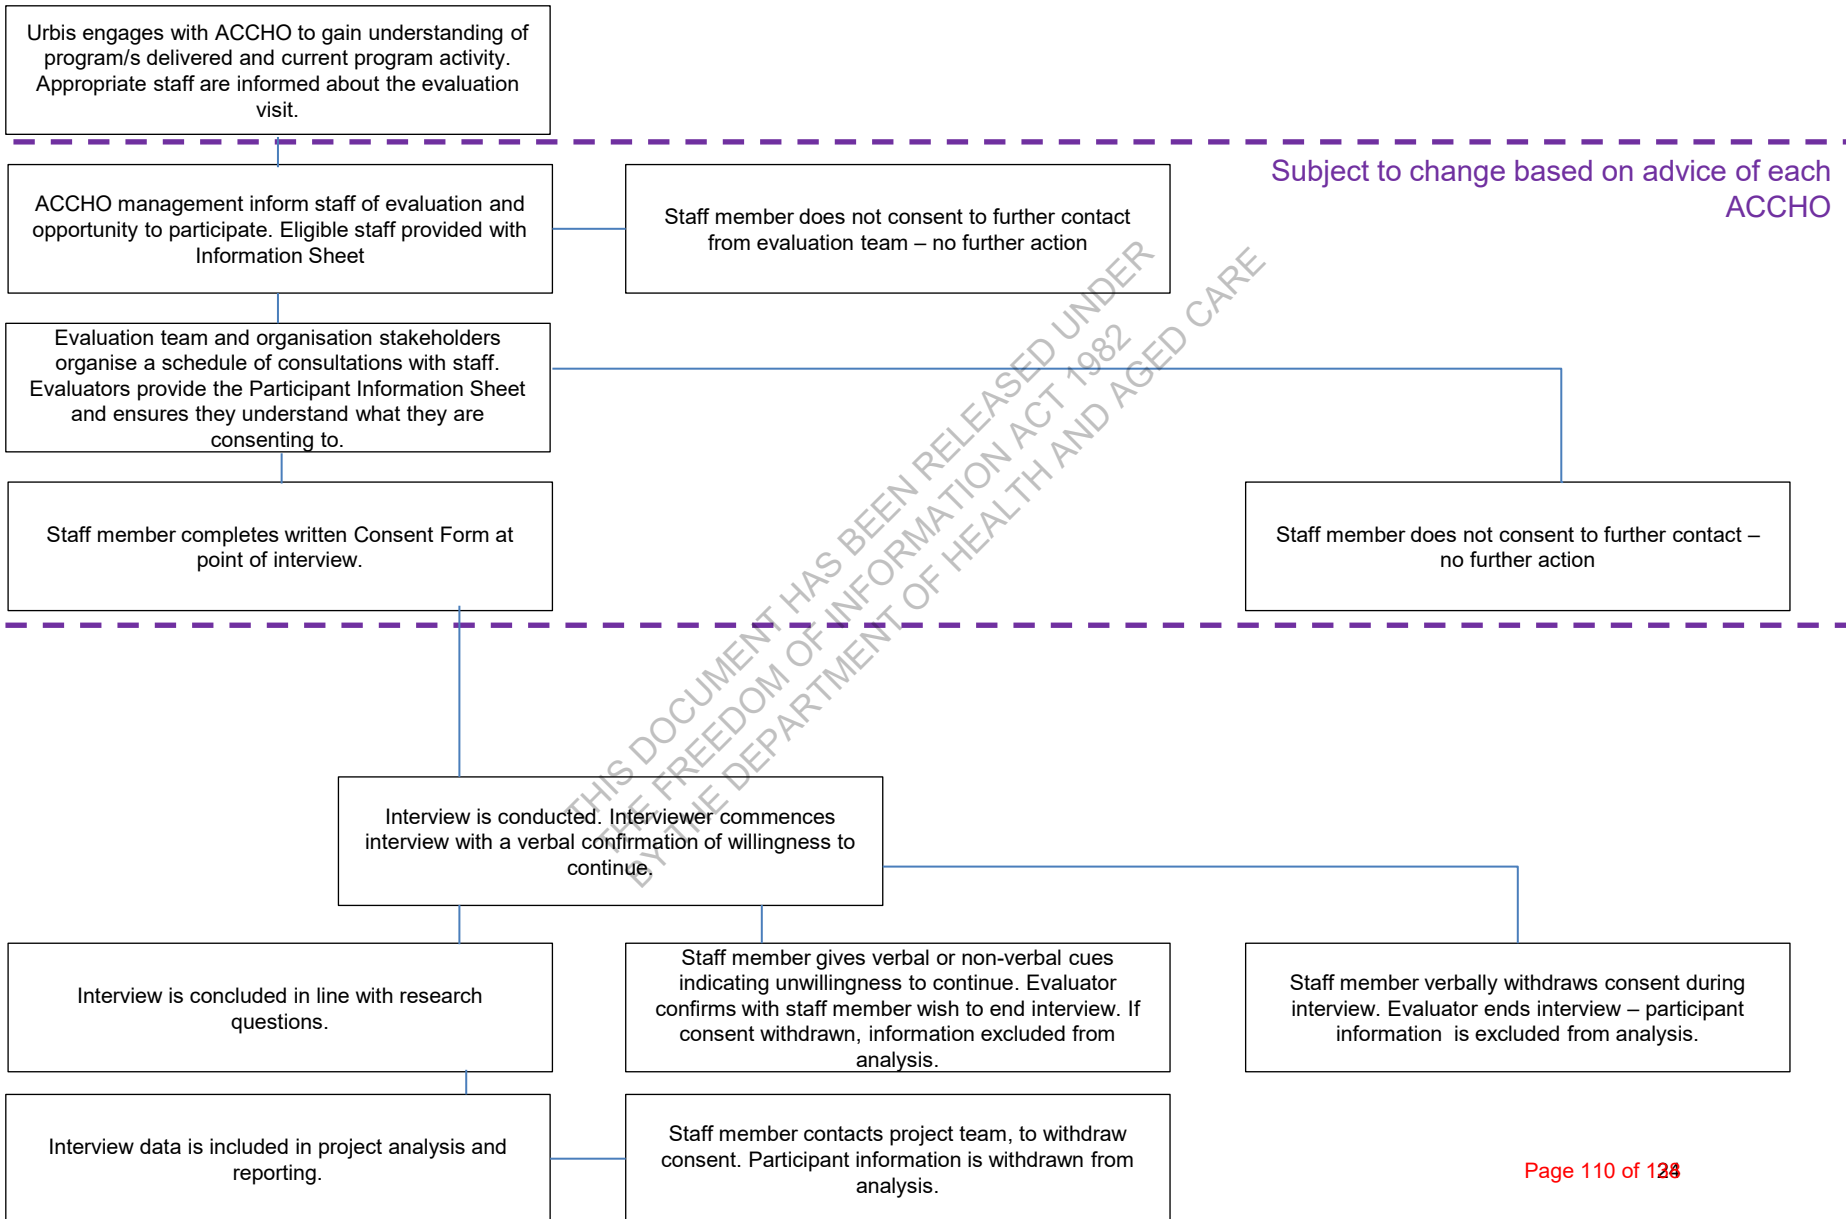 Urbis engages with ACCHO to gain understanding of
program/s delivered and current program activity.
Appropriate staff are informed about the evaluation
visit.
Subject to change based on advice of each
ACCHO
ACCHO management inform staff of evaluation and
opportunity to participate. Eligible staff provided with
Information Sheet
Staff member does not consent to further contact
from evaluation team – no further action
Evaluation team and organisation stakeholders
organise a schedule of consultations with staff.
Evaluators provide the Participant Information Sheet
and ensures they understand what they are
consenting to.
Staff member completes written Consent Form at
point of interview.
Staff member does not consent to further contact –
no further action
THIS DOCUMENT HAS BEEN RELEASED UNDER
THE FREEDOM OF INFORMATION ACT 1982
BY THE DEPARTMENT OF HEALTH AND AGED CARE
Interview is conducted. Interviewer commences
interview with a verbal confirmation of willingness to
continue.
Interview is concluded in line with research
questions.
Staff member gives verbal or non-verbal cues
indicating unwillingness to continue. Evaluator
confirms with staff member wish to end interview. If
consent withdrawn, information excluded from
analysis.
Staff member verbally withdraws consent during
interview. Evaluator ends interview – participant
information  is excluded from analysis.
Interview data is included in project analysis and
reporting.
Staff member contacts project team, to withdraw
consent. Participant information is withdrawn from
analysis.
Page 110 of